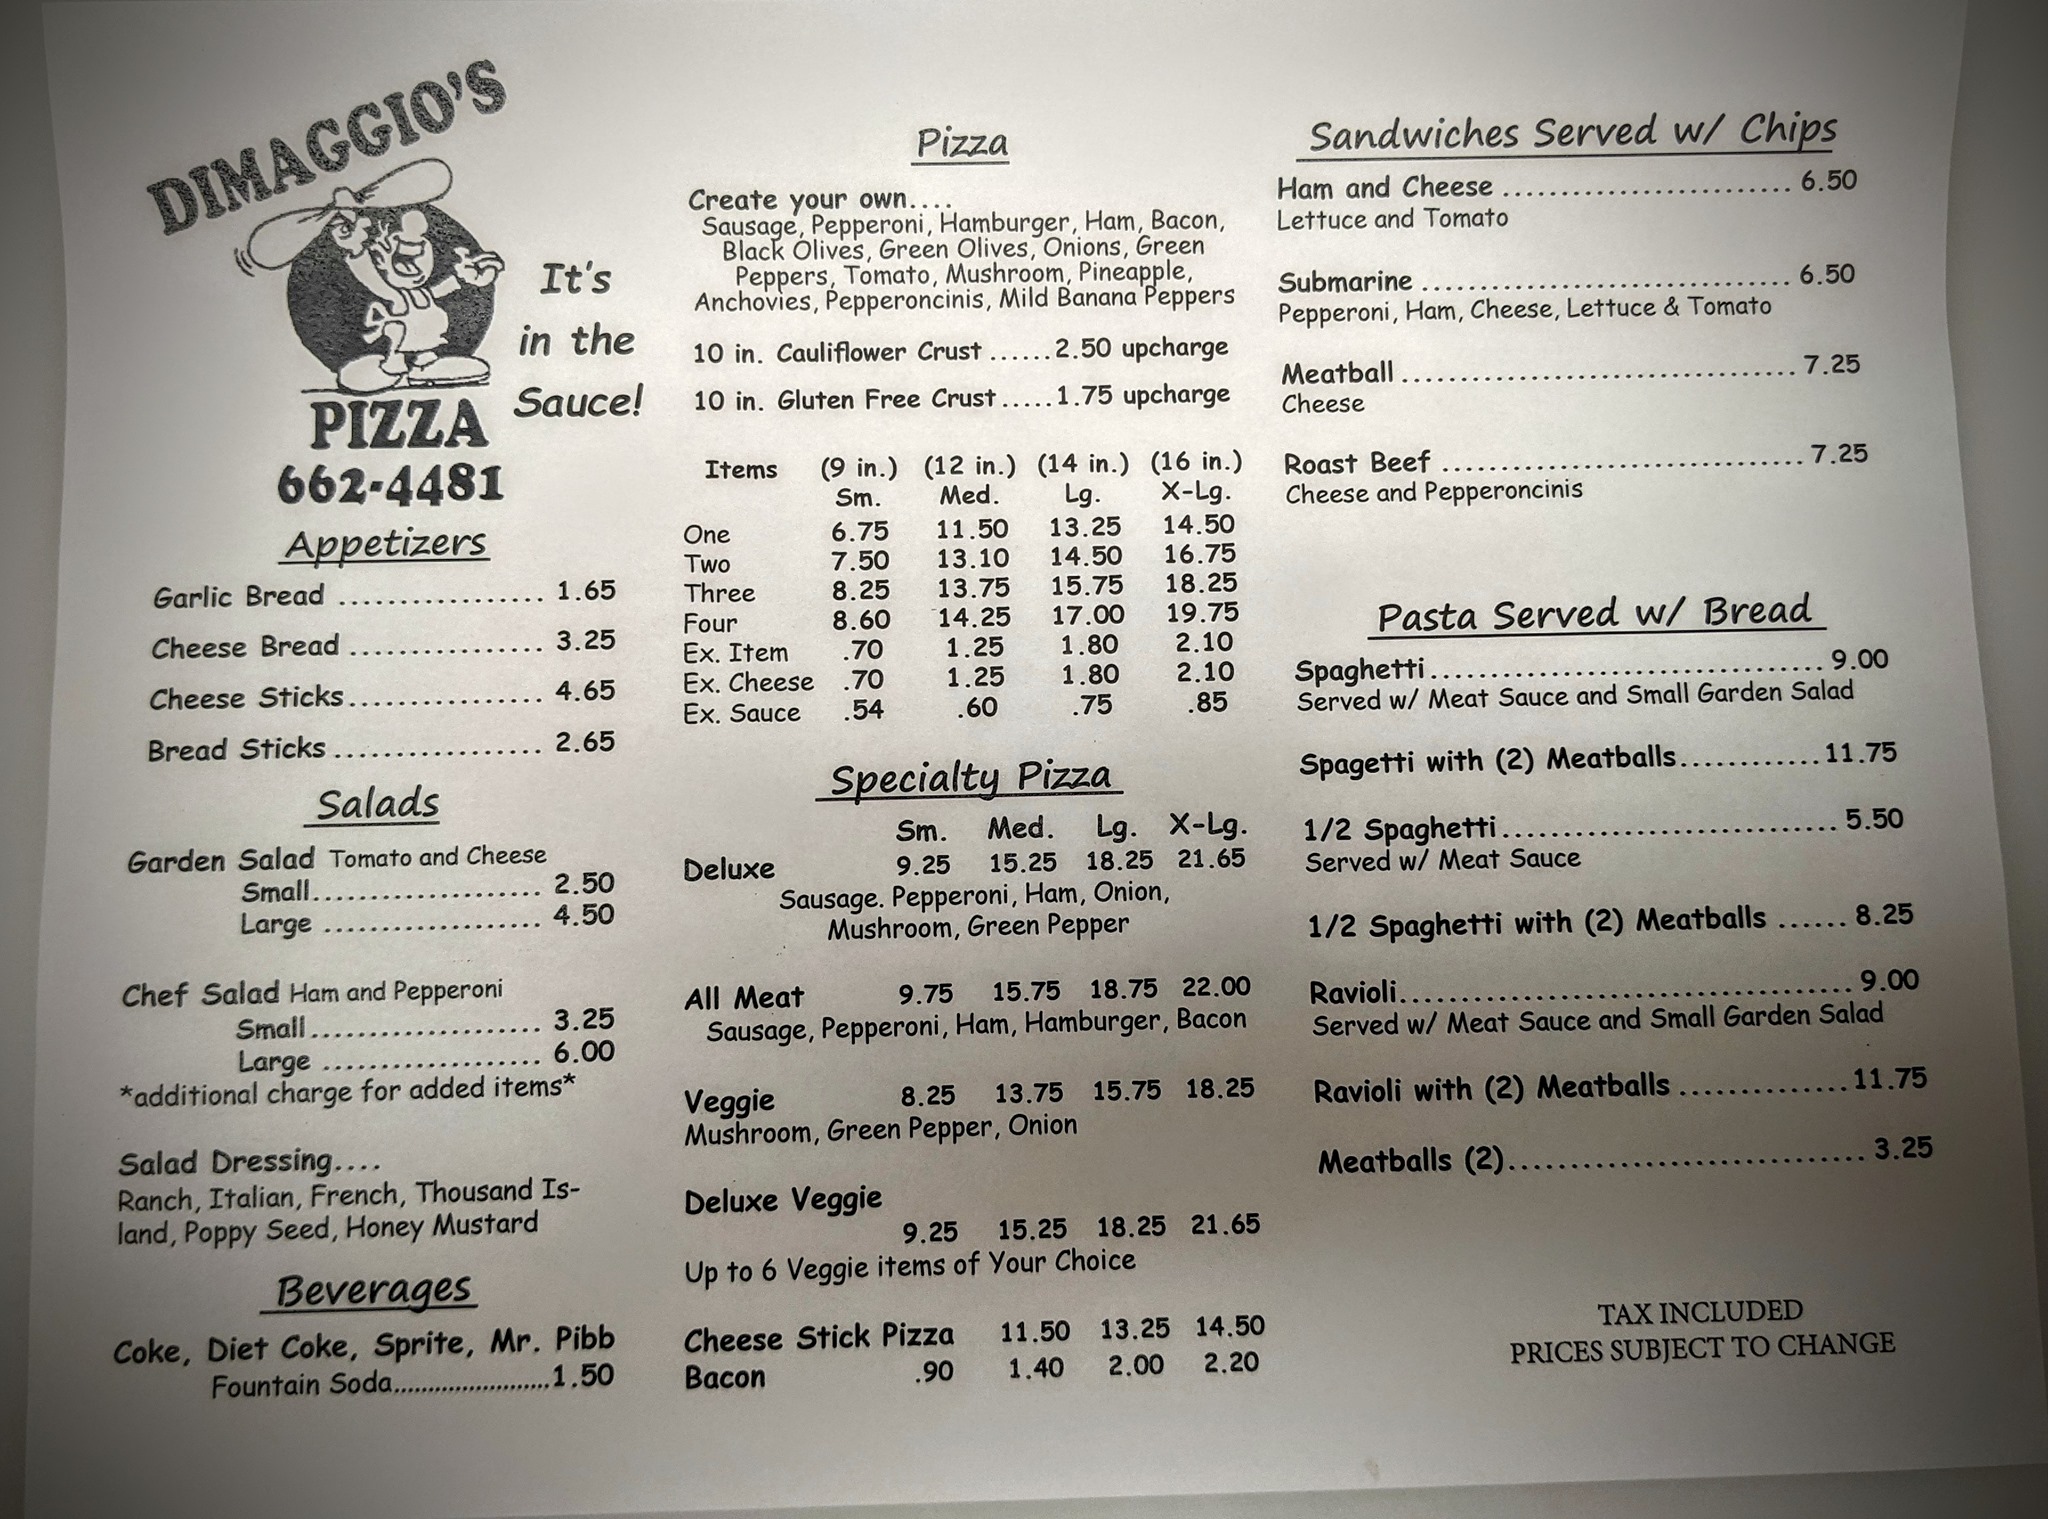 DIMAGGIO'S
PIZZA
662-4481
It's
in the
Sauce!
Appetizers
Garlic Bread .................. 1.65
Cheese Bread ................. 3.25
Cheese Sticks................. 4.65
Bread Sticks .................. 2.65
Salads
Garden Salad Tomato and Cheese
Small.................... 2.50
Large ................... 4.50
Chef Salad Ham and Pepperoni
Small .................... 3.25
Large ................... 6.00
*additional charge for added items*
Salad Dressing....
Ranch, Italian, French, Thousand Is-
land, Poppy Seed, Honey Mustard
Beverages
Coke, Diet Coke, Sprite, Mr. Pibb
Fountain Soda........................1.50
Pizza
Create your own....
Sausage, Pepperoni, Hamburger, Ham, Bacon,
Black Olives, Green Olives, Onions, Green
Peppers, Tomato, Mushroom, Pineapple,
Anchovies, Pepperoncinis, Mild Banana Peppers
10 in. Cauliflower Crust ......2.50 upcharge
10 in. Gluten Free Crust .....1.75 upcharge
Items (9 in.) (12 in.) (14 in.) (16 in.)
Sm. Med. Lg. X-Lg.
One 6.75 11.50 13.25 14.50
Two 7.50 13.10 14.50 16.75
Three 8.25 13.75 15.75 18.25
Four 8.60 14.25 17.00 19.75
Ex. Item .70 1.25 1.80 2.10
Ex. Cheese .70 1.25 1.80 2.10
Ex. Sauce .54 .60 .75 .85
Specialty Pizza
Sm. Med. Lg. X-Lg.
Deluxe 9.25 15.25 18.25 21.65
Sausage. Pepperoni, Ham, Onion,
Mushroom, Green Pepper
All Meat 9.75 15.75 18.75 22.00
Sausage, Pepperoni, Ham, Hamburger, Bacon
Veggie 8.25 13.75 15.75 18.25
Mushroom, Green Pepper, Onion
Deluxe Veggie
9.25 15.25 18.25 21.65
Up to 6 Veggie items of Your Choice
Cheese Stick Pizza 11.50 13.25 14.50
Bacon .90 1.40 2.00 2.20
Sandwiches Served w/ Chips
Ham and Cheese ......................... 6.50
Lettuce and Tomato
Submarine ................................ 6.50
Pepperoni, Ham, Cheese, Lettuce & Tomato
Meatball .................................. 7.25
Cheese
Roast Beef ............................... 7.25
Cheese and Pepperoncinis
Pasta Served w/ Bread
Spaghetti.................................. 9.00
Served w/ Meat Sauce and Small Garden Salad
Spagetti with (2) Meatballs............ 11.75
1/2 Spaghetti............................. 5.50
Served w/ Meat Sauce
1/2 Spaghetti with (2) Meatballs ...... 8.25
Ravioli...................................... 9.00
Served w/ Meat Sauce and Small Garden Salad
Ravioli with (2) Meatballs ...............11.75
Meatballs (2)............................... 3.25
TAX INCLUDED
PRICES SUBJECT TO CHANGE